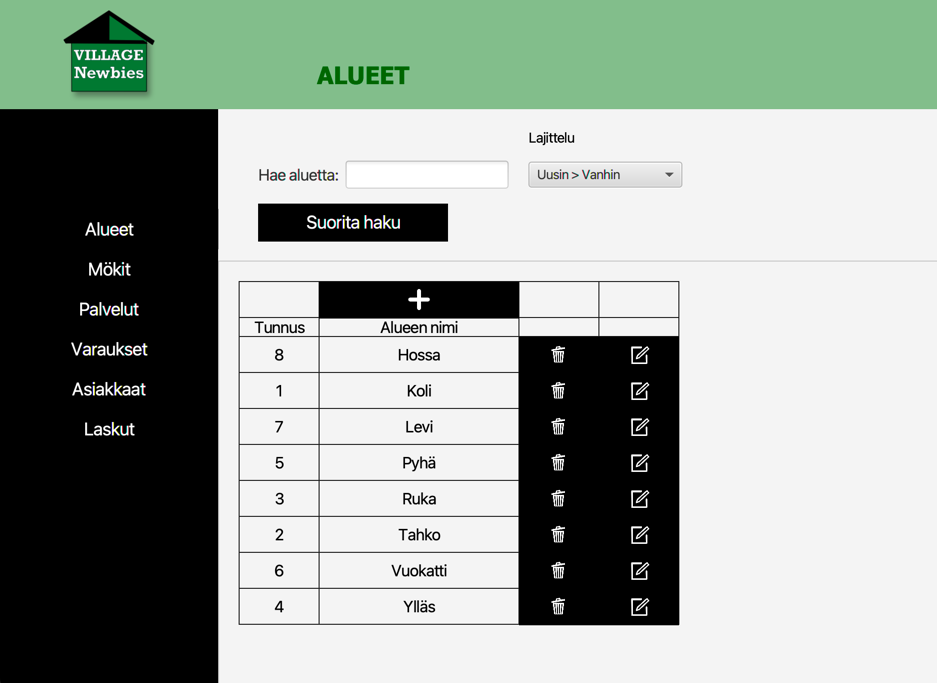 VILLAGE
Newbies
ALUEET
Alueet
Mökit
Palvelut
Varaukset
Asiakkaat
Laskut
Lajittelu
Hae aluetta:
Uusin > Vanhin
Suorita haku
Tunnus Alueen nimi
8 Hossa
1 Koli
7 Levi
5 Pyhä
3 Ruka
2 Tahko
6 Vuokatti
4 Ylläs